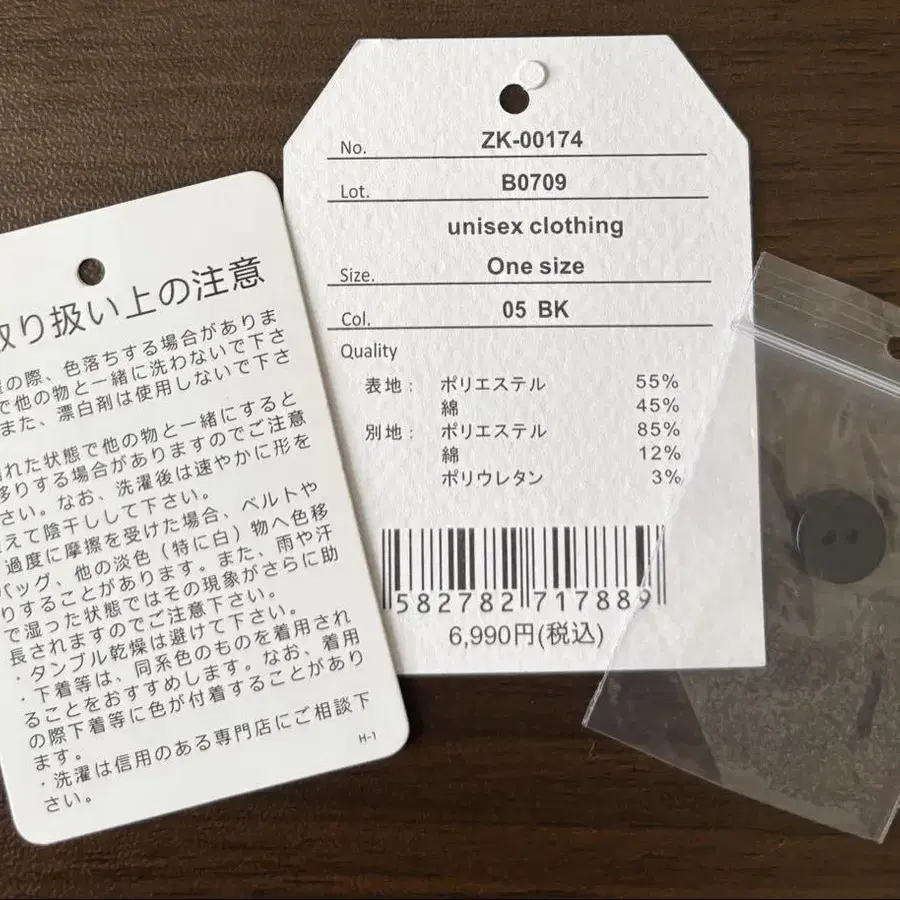 取り扱い上の注意
の際、色落ちする場合がありま
で他の物と一緒に洗わないで下さ
また、漂白剤は使用しないで下さ
れた状態で他の物と一緒にすると
移りする場合がありますのでご注意
さい。なお、洗濯後は速やかに形を
えて陰干しして下さい。
過度に摩擦を受けた場合、ベルトや
バッグ、他の淡色（特に白）物へ色移
りすることがあります。また、雨や汗
で湿った状態ではその現象がさらに助
長されますのでご注意下さい。
・タンブル乾燥は避けて下さい。
・下着等は、同系色のものを着用され
ることをおすすめします。なお、着用
の際下着等に色が付着することがあり
ます。
・洗濯は信用のある専門店にご相談下
さい。
H-1
No. ZK-00174
Lot. B0709
unisex clothing
Size. One size
Col. 05 BK
Quality
表地： ポリエステル 55%
綿 45%
別地： ポリエステル 85%
綿 12%
ポリウレタン 3%
582782 717889
6,990円(税込)